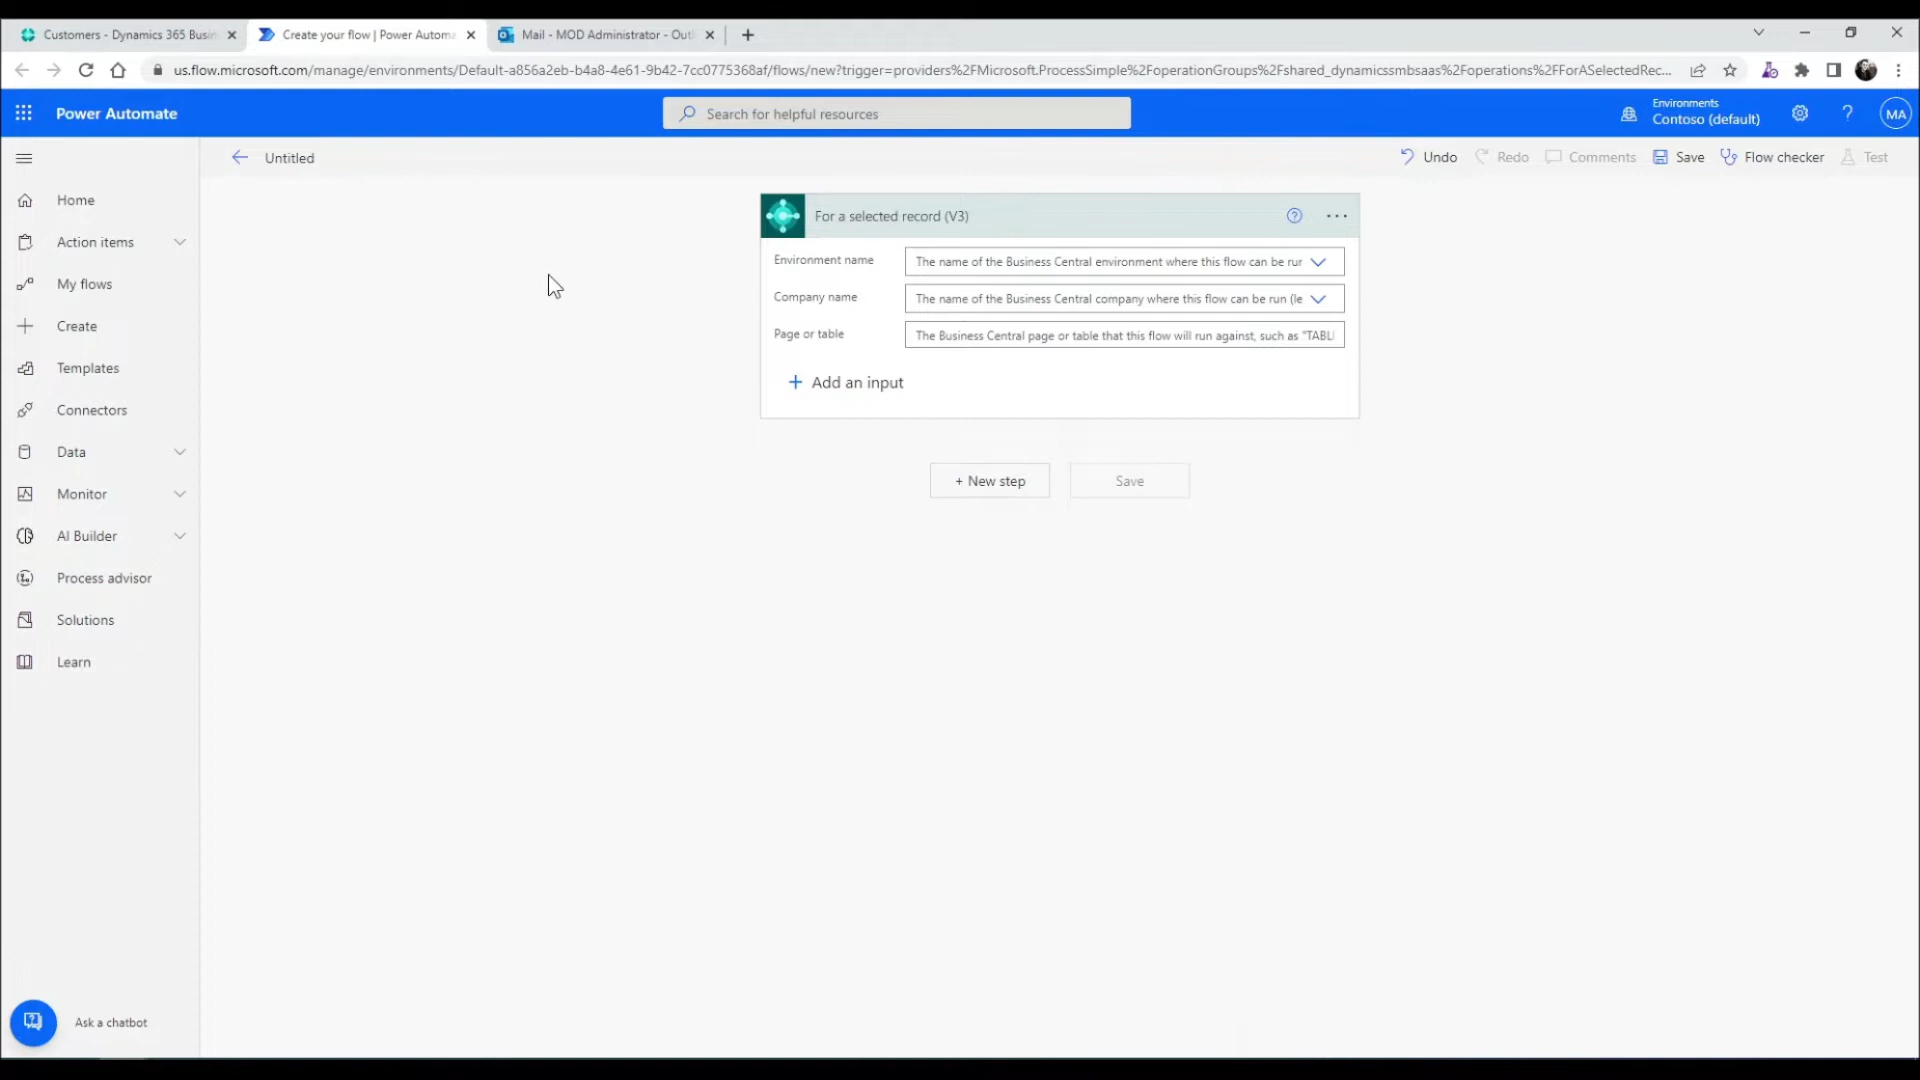 Customers - Dynamics 365 Busin
Create your flow | Power Automa
Mail - MOD Administrator - Outl
us.flow.microsoft.com/manage/environments/Default-a856a2eb-b4a8-4e61-9b42-7cc0775368af/flows/new?trigger=providers%2FMicrosoft.ProcessSimple%2FoperationGroups%2Fshared_dynamicssmbsaas%2Foperations%2FForASelectedRec...
Power Automate
Search for helpful resources
Environments
Contoso (default)
MA
Untitled
Undo
Redo
Comments
Save
Flow checker
Test
Home
Action items
My flows
Create
Templates
Connectors
Data
Monitor
AI Builder
Process advisor
Solutions
Learn
Ask a chatbot
For a selected record (V3)
Environment name
The name of the Business Central environment where this flow can be rur
Company name
The name of the Business Central company where this flow can be run (le
Page or table
The Business Central page or table that this flow will run against, such as "TABL
+ Add an input
+ New step
Save